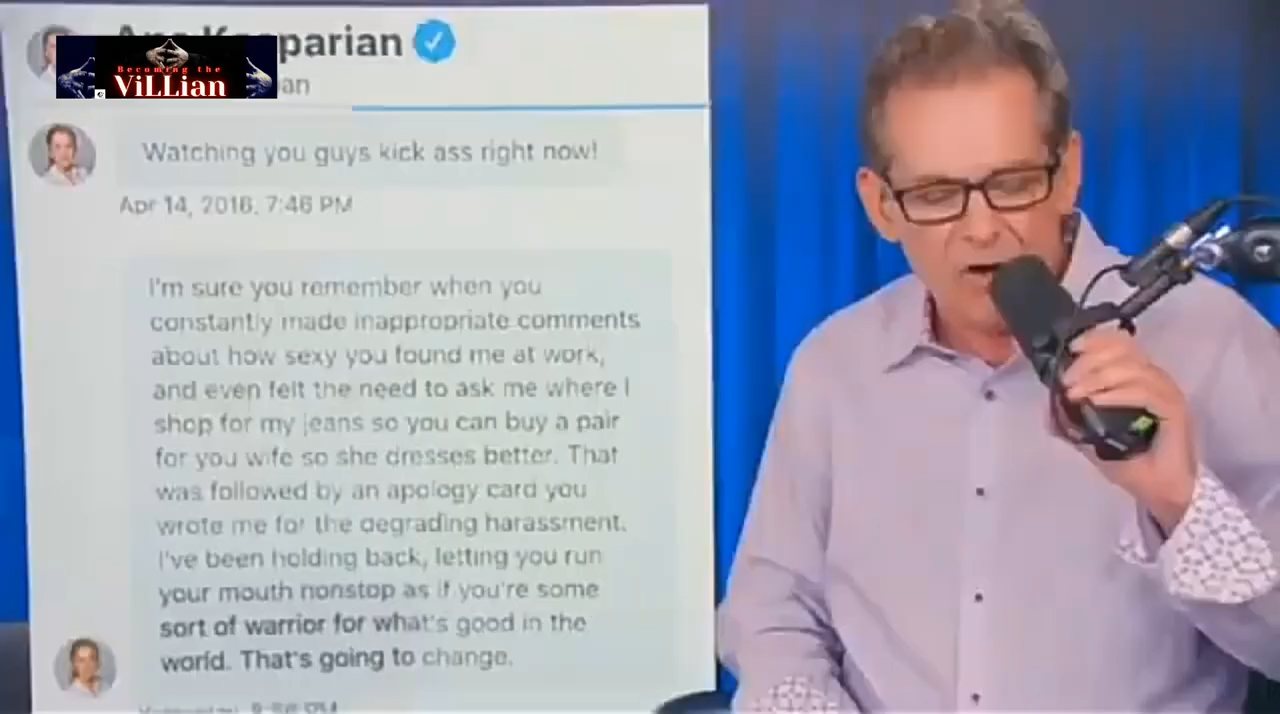 parian
an
Becoming the
ViLLian
Watching you guys kick ass right now!
Apr 14, 2016, 7:46 PM
I'm sure you remember when you
constantly made inappropriate comments
about how sexy you found me at work,
and even felt the need to ask me where I
shop for my jeans so you can buy a pair
for you wife so she dresses better. That
was followed by an apology card you
wrote me for the degrading harassment.
I've been holding back, letting you run
your mouth nonstop as if you're some
sort of warrior for what's good in the
world. That's going to change.